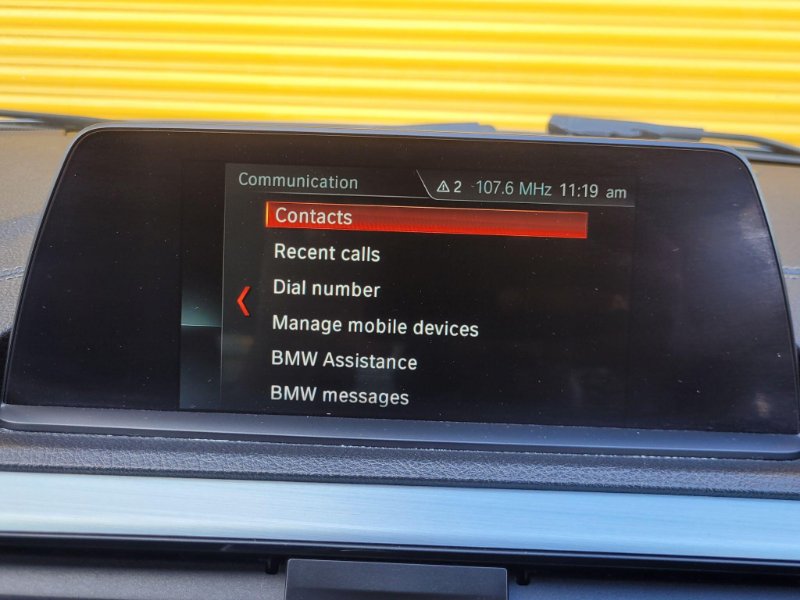 Communication
2 107.6 MHz 11:19 am
Contacts
Recent calls
Dial number
Manage mobile devices
BMW Assistance
BMW messages